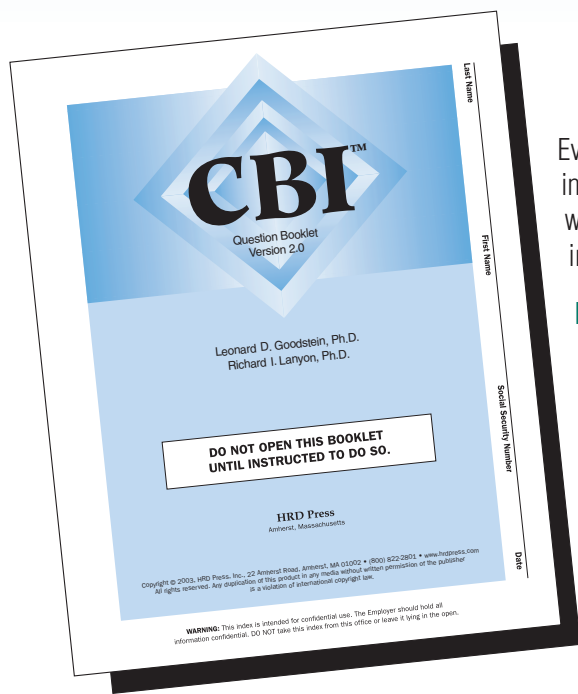 CBI™
Question Booklet
Version 2.0
Leonard D. Goodstein, Ph.D.
Richard I. Lanyon, Ph.D.
DO NOT OPEN THIS BOOKLET
UNTIL INSTRUCTED TO DO SO.
HRD Press
Amherst, Massachusetts
Copyright © 2003, HRD Press, Inc., 22 Amherst Road, Amherst, MA 01002 • (800) 822-2801 • www.hrdpress.com
All rights reserved. Any duplication of this product in any media without written permission of the publisher
is a violation of international copyright law.
WARNING: This index is intended for confidential use. The Employer should hold all
information confidential. DO NOT take this index from this office or leave it lying in the open.
Last Name
First Name
Social Security Number
Date